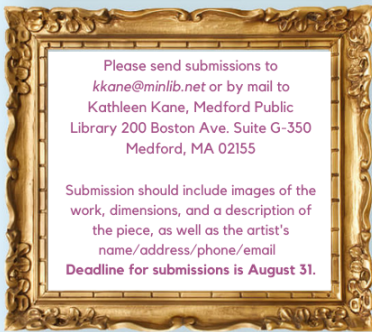 Please send submissions to
kkane@minlib.net or by mail to
Kathleen Kane, Medford Public
Library 200 Boston Ave. Suite G-350
Medford, MA 02155
Submission should include images of the
work, dimensions, and a description of
the piece, as well as the artist's
name/address/phone/email
Deadline for submissions is August 31.